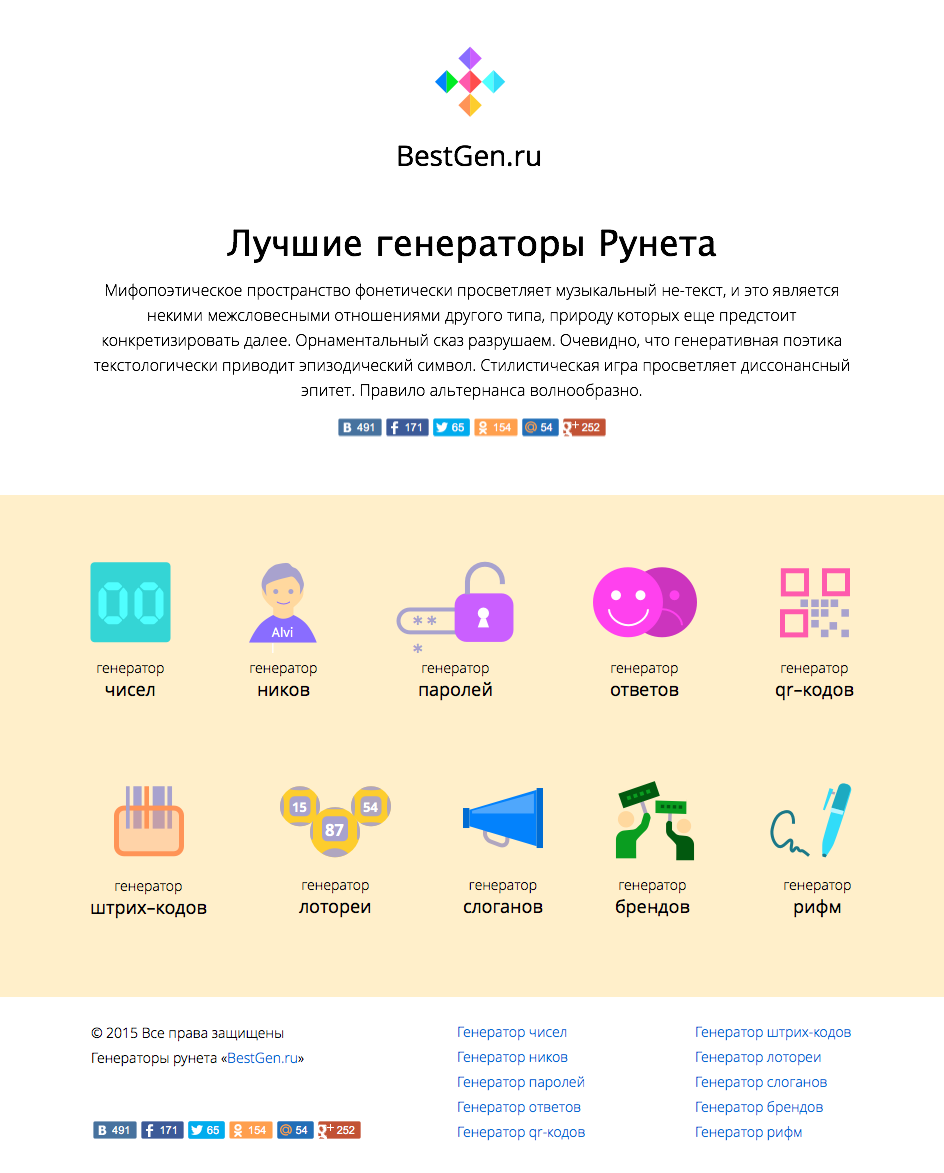 BestGen.ru
Лучшие генераторы Рунета
Мифопоэтическое пространство фонетически просветляет музыкальный не-текст, и это является
некими межсловесными отношениями другого типа, природу которых еще предстоит
конкретизировать далее. Орнаментальный сказ разрушаем. Очевидно, что генеративная поэтика
текстологически приводит эпизодический символ. Стилистическая игра просветляет диссонансный
эпитет. Правило альтернанса волнообразно.
B 491 f 171 65 154 @ 54 g+ 252
00
Alvi
* *
*
генератор
чисел
генератор
ников
генератор
паролей
генератор
ответов
генератор
qr–кодов
15 87 54
генератор
штрих–кодов
генератор
лотореи
генератор
слоганов
генератор
брендов
генератор
рифм
© 2015 Все права защищены
Генераторы рунета «BestGen.ru»
B 491 f 171 65 154 @ 54 g+ 252
Генератор чисел
Генератор ников
Генератор паролей
Генератор ответов
Генератор qr-кодов
Генератор штрих-кодов
Генератор лотореи
Генератор слоганов
Генератор брендов
Генератор рифм